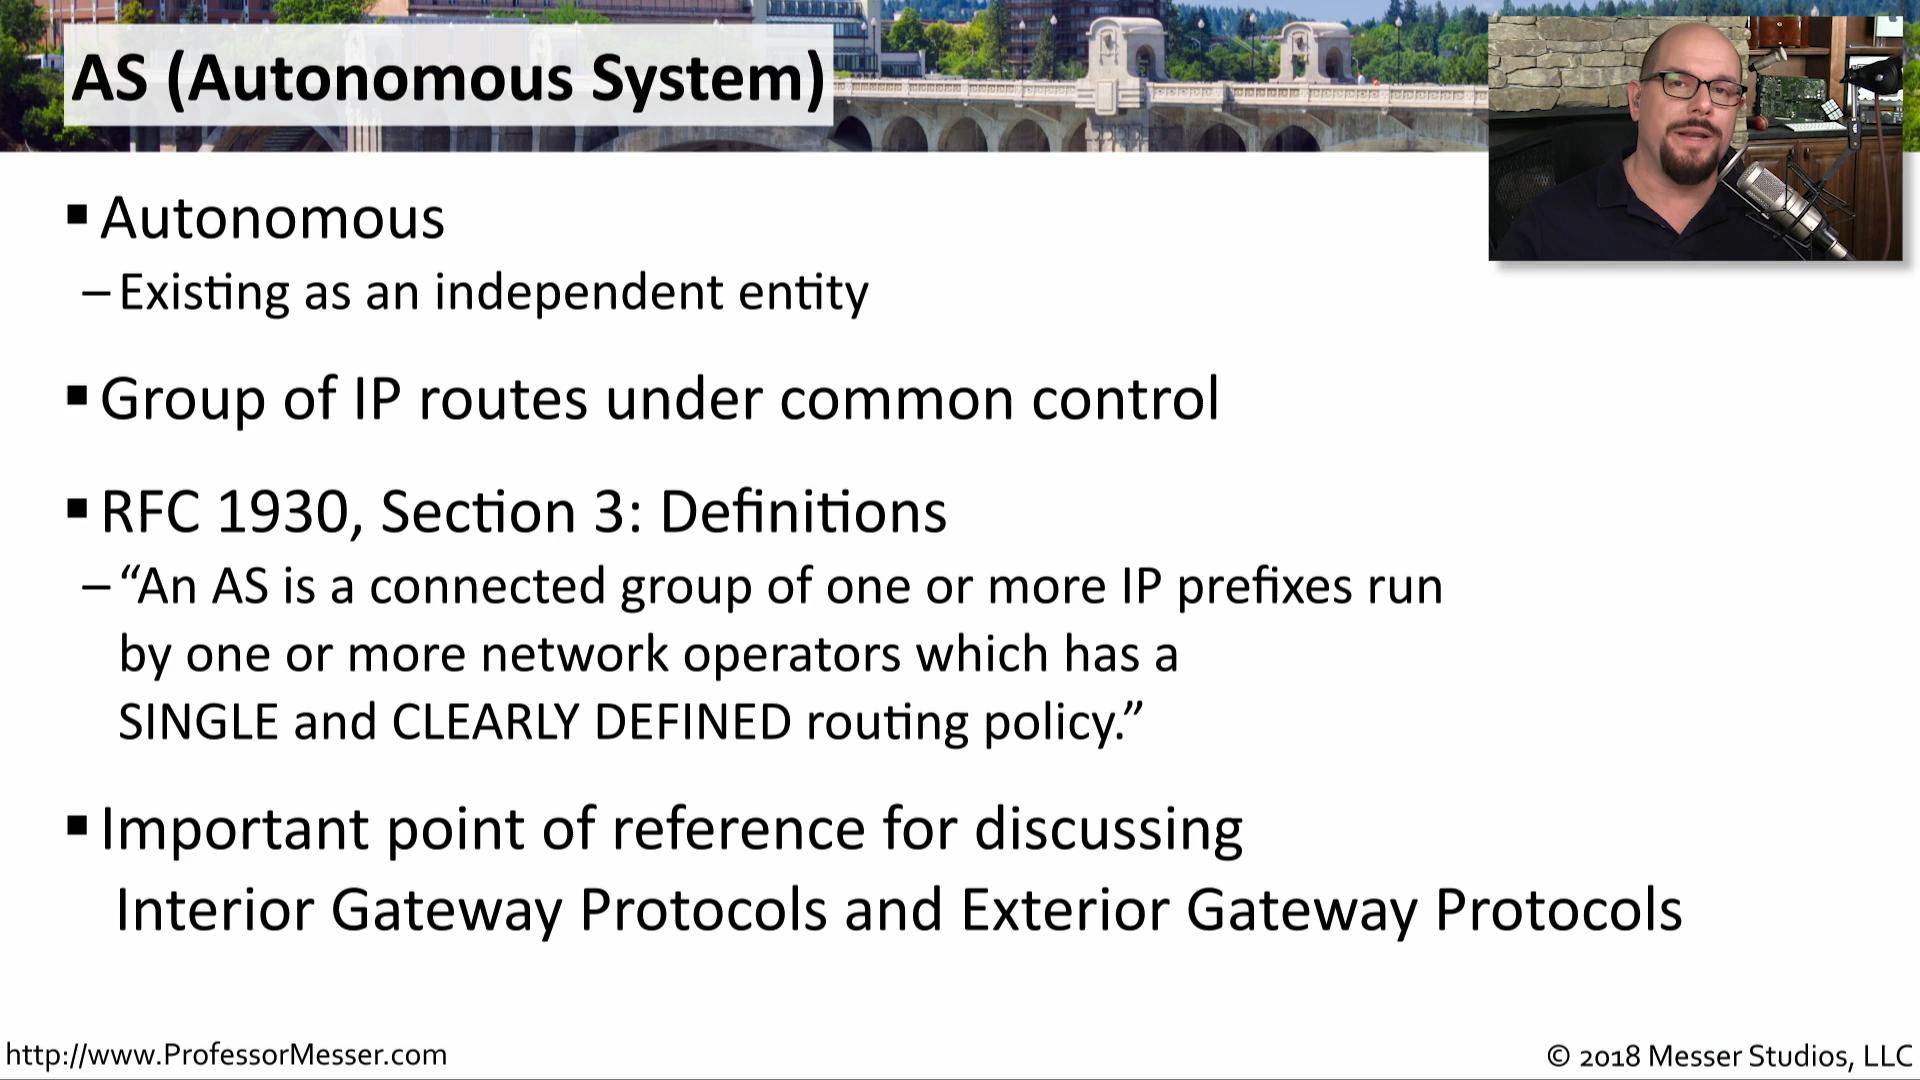 AS (Autonomous System)
▪ Autonomous
– Existing as an independent entity
▪ Group of IP routes under common control
▪ RFC 1930, Section 3: Definitions
– “An AS is a connected group of one or more IP prefixes run
by one or more network operators which has a
SINGLE and CLEARLY DEFINED routing policy.”
▪ Important point of reference for discussing
Interior Gateway Protocols and Exterior Gateway Protocols
http://www.ProfessorMesser.com
© 2018 Messer Studios, LLC